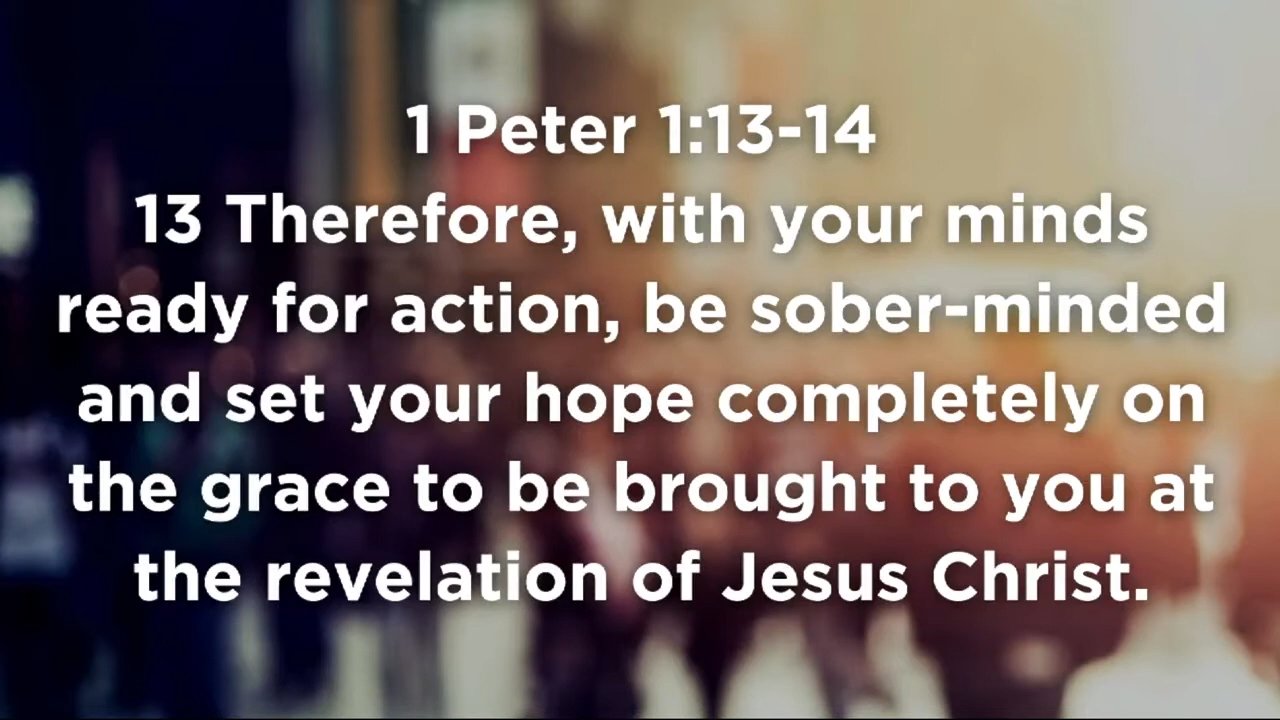 1 Peter 1:13-14
13 Therefore, with your minds
ready for action, be sober-minded
and set your hope completely on
the grace to be brought to you at
the revelation of Jesus Christ.